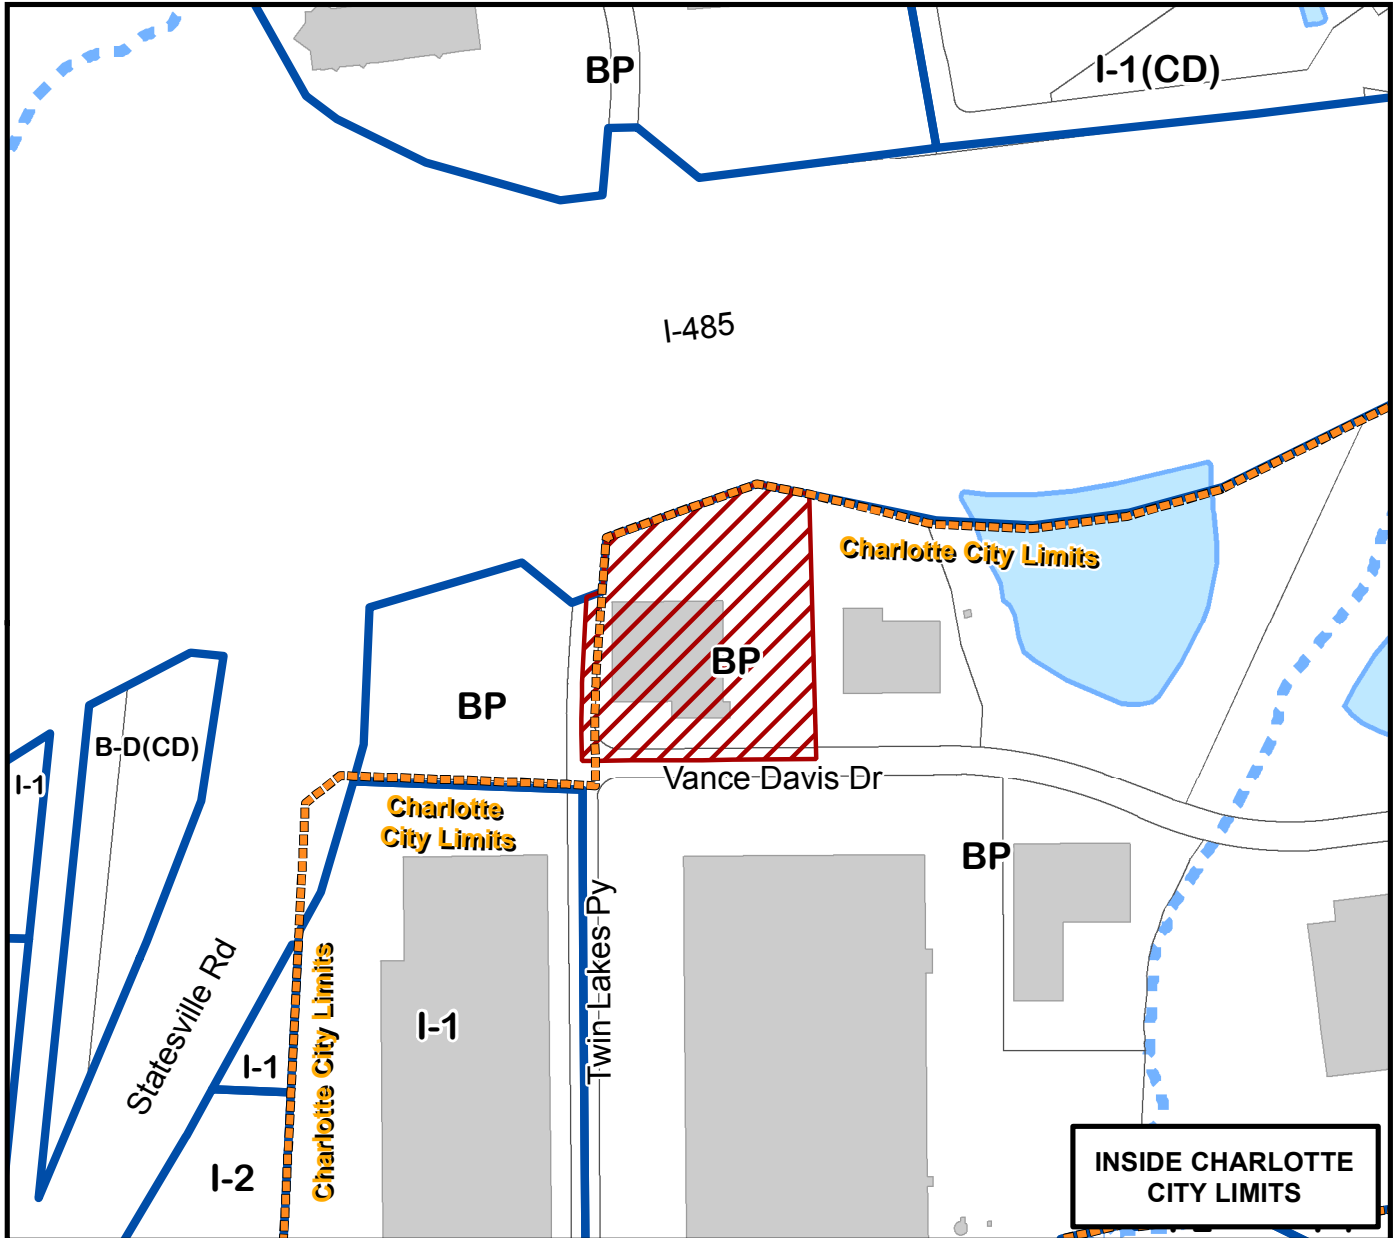 BP
I-1(CD)
I-485
Charlotte City Limits
BP
BP
B-D(CD)
I-1
Vance Davis Dr
Charlotte
City Limits
BP
Twin Lakes Py
Statesville Rd
Charlotte City Limits
I-1
I-1
I-2
INSIDE CHARLOTTE
CITY LIMITS